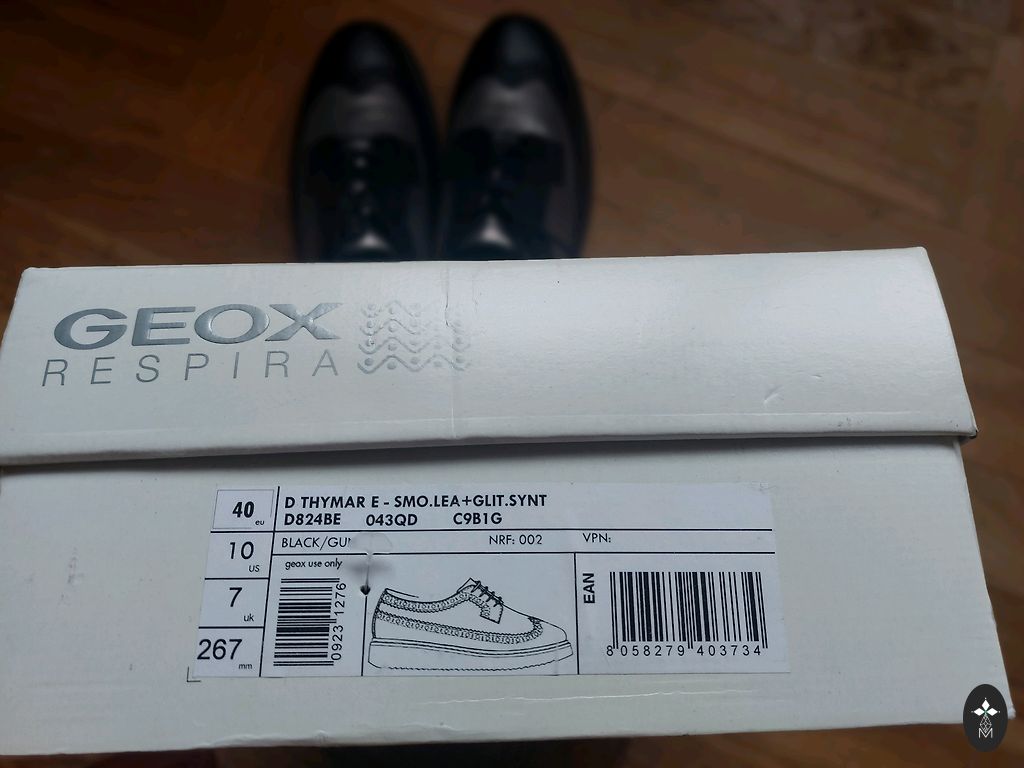 GEOX
RESPIRA
40 eu
D THYMAR E - SMO.LEA+GLIT.SYNT
D824BE 043QD C9B1G
10 US
BLACK/GU
NRF: 002
VPN:
geox use only
7 uk
267 mm
0923 1276
EAN
8 058279 403734
M